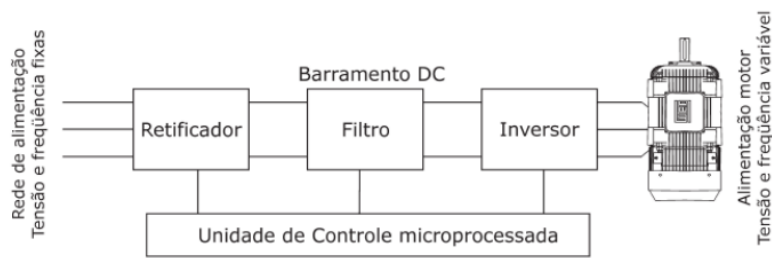 Rede de alimentação
Tensão e freqüência fixas
Barramento DC
Retificador
Filtro
Inversor
Alimentação motor
Tensão e freqüência variável
Unidade de Controle microprocessada